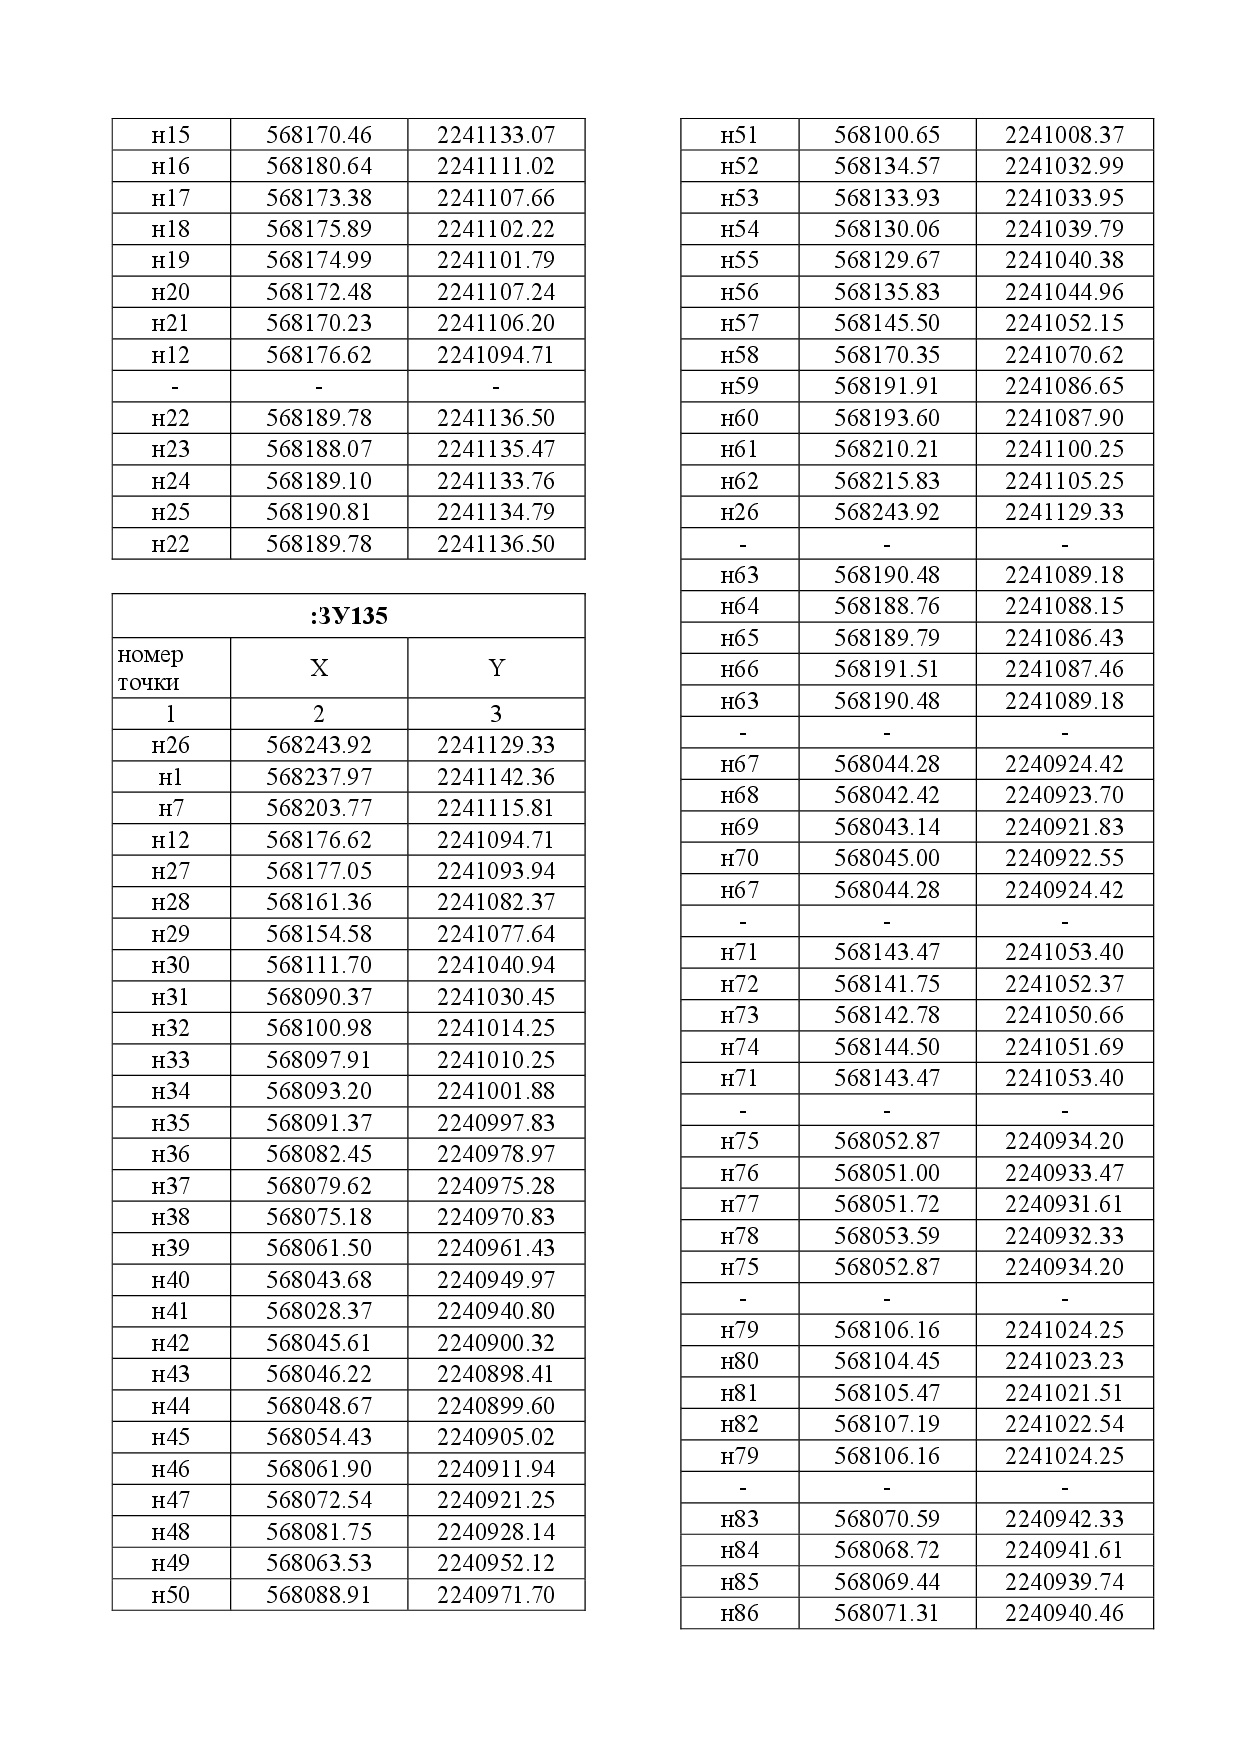 н15 568170.46 2241133.07
н16 568180.64 2241111.02
н17 568173.38 2241107.66
н18 568175.89 2241102.22
н19 568174.99 2241101.79
н20 568172.48 2241107.24
н21 568170.23 2241106.20
н12 568176.62 2241094.71
- - -
н22 568189.78 2241136.50
н23 568188.07 2241135.47
н24 568189.10 2241133.76
н25 568190.81 2241134.79
н22 568189.78 2241136.50
:ЗУ135
номер
точки X Y
1 2 3
н26 568243.92 2241129.33
н1 568237.97 2241142.36
н7 568203.77 2241115.81
н12 568176.62 2241094.71
н27 568177.05 2241093.94
н28 568161.36 2241082.37
н29 568154.58 2241077.64
н30 568111.70 2241040.94
н31 568090.37 2241030.45
н32 568100.98 2241014.25
н33 568097.91 2241010.25
н34 568093.20 2241001.88
н35 568091.37 2240997.83
н36 568082.45 2240978.97
н37 568079.62 2240975.28
н38 568075.18 2240970.83
н39 568061.50 2240961.43
н40 568043.68 2240949.97
н41 568028.37 2240940.80
н42 568045.61 2240900.32
н43 568046.22 2240898.41
н44 568048.67 2240899.60
н45 568054.43 2240905.02
н46 568061.90 2240911.94
н47 568072.54 2240921.25
н48 568081.75 2240928.14
н49 568063.53 2240952.12
н50 568088.91 2240971.70
н51 568100.65 2241008.37
н52 568134.57 2241032.99
н53 568133.93 2241033.95
н54 568130.06 2241039.79
н55 568129.67 2241040.38
н56 568135.83 2241044.96
н57 568145.50 2241052.15
н58 568170.35 2241070.62
н59 568191.91 2241086.65
н60 568193.60 2241087.90
н61 568210.21 2241100.25
н62 568215.83 2241105.25
н26 568243.92 2241129.33
- - -
н63 568190.48 2241089.18
н64 568188.76 2241088.15
н65 568189.79 2241086.43
н66 568191.51 2241087.46
н63 568190.48 2241089.18
- - -
н67 568044.28 2240924.42
н68 568042.42 2240923.70
н69 568043.14 2240921.83
н70 568045.00 2240922.55
н67 568044.28 2240924.42
- - -
н71 568143.47 2241053.40
н72 568141.75 2241052.37
н73 568142.78 2241050.66
н74 568144.50 2241051.69
н71 568143.47 2241053.40
- - -
н75 568052.87 2240934.20
н76 568051.00 2240933.47
н77 568051.72 2240931.61
н78 568053.59 2240932.33
н75 568052.87 2240934.20
- - -
н79 568106.16 2241024.25
н80 568104.45 2241023.23
н81 568105.47 2241021.51
н82 568107.19 2241022.54
н79 568106.16 2241024.25
- - -
н83 568070.59 2240942.33
н84 568068.72 2240941.61
н85 568069.44 2240939.74
н86 568071.31 2240940.46